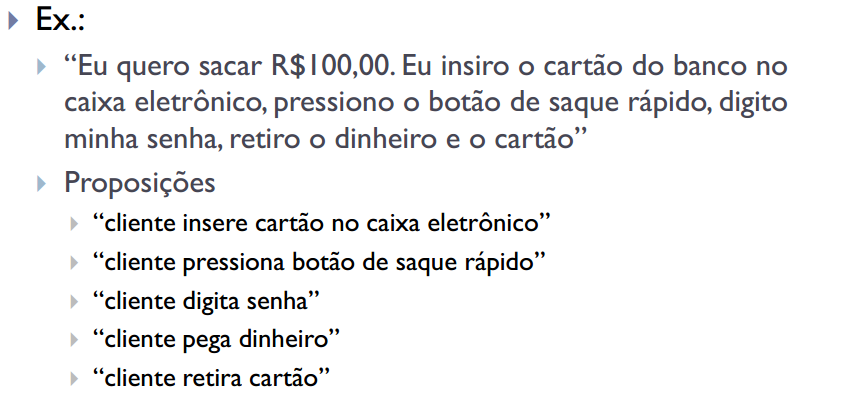 Ex.:
“Eu quero sacar R$100,00. Eu insiro o cartão do banco no
caixa eletrônico, pressiono o botão de saque rápido, digito
minha senha, retiro o dinheiro e o cartão”
Proposições
“cliente insere cartão no caixa eletrônico”
“cliente pressiona botão de saque rápido”
“cliente digita senha”
“cliente pega dinheiro”
“cliente retira cartão”